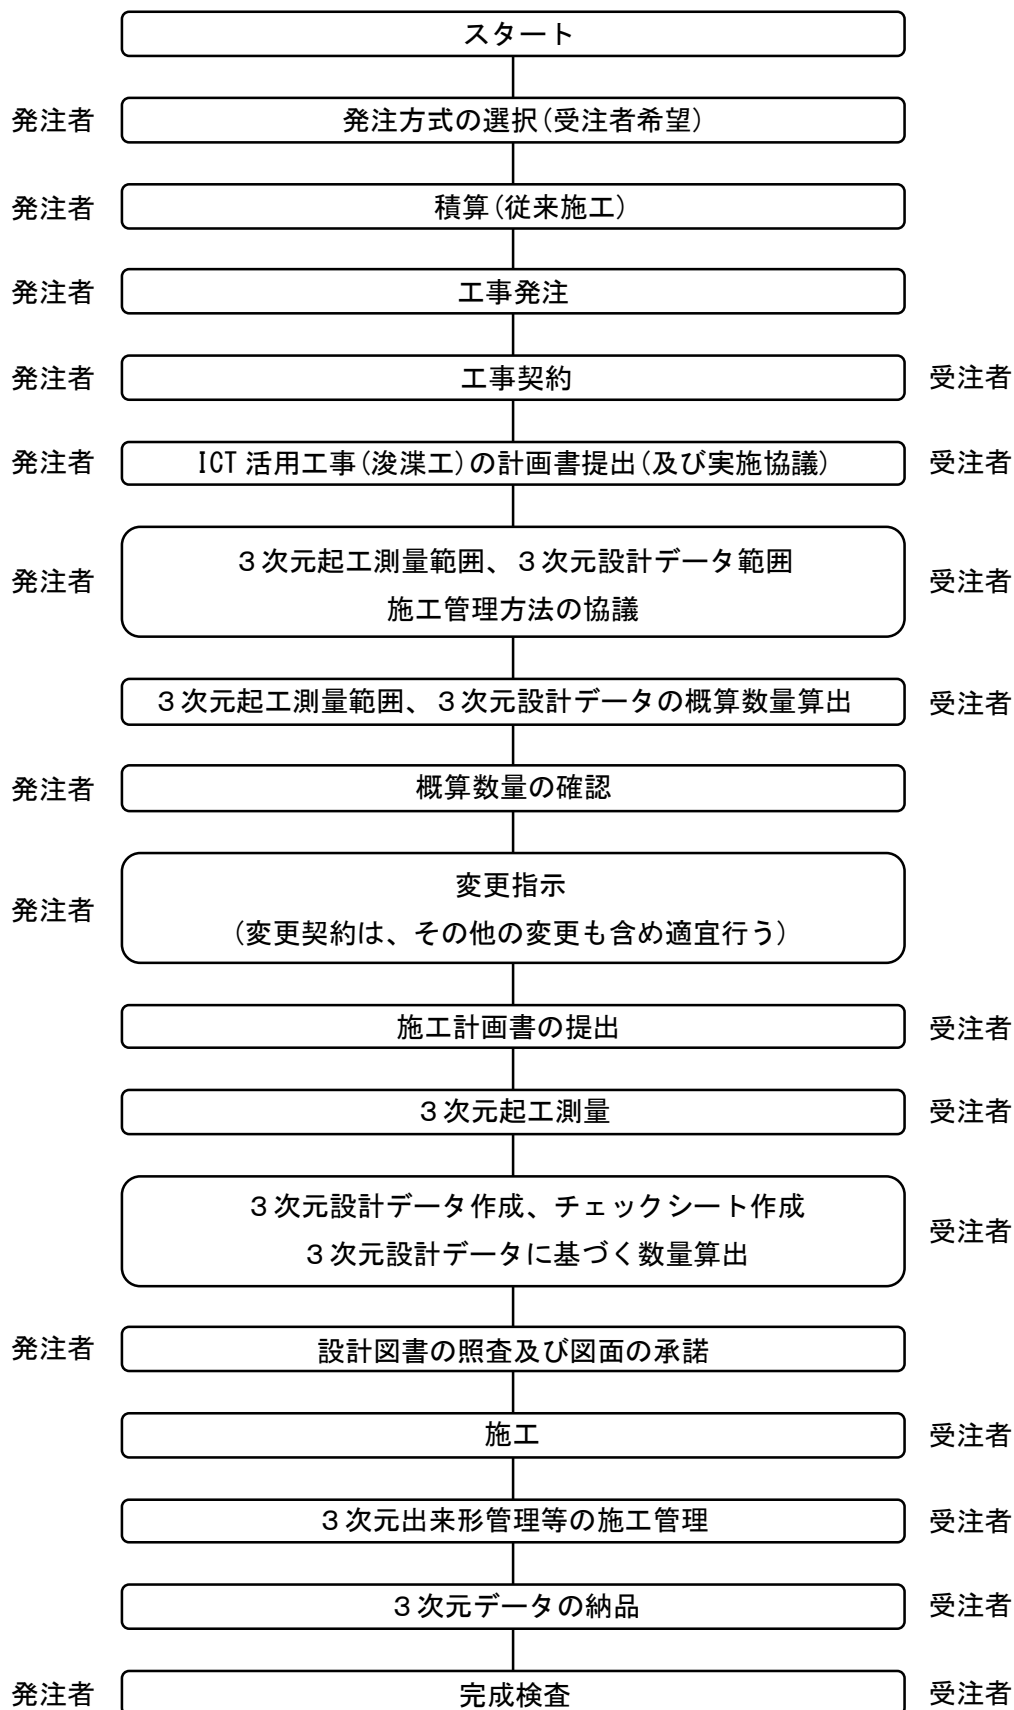 スタート
発注者 発注方式の選択(受注者希望)
発注者 積算(従来施工)
発注者 工事発注
発注者 工事契約 受注者
発注者 ICT 活用工事(浚渫工)の計画書提出(及び実施協議) 受注者
３次元起工測量範囲、３次元設計データ範囲
発注者 受注者
施工管理方法の協議
３次元起工測量範囲、３次元設計データの概算数量算出 受注者
発注者 概算数量の確認
変更指示
発注者
(変更契約は、その他の変更も含め適宜行う)
施工計画書の提出 受注者
３次元起工測量 受注者
３次元設計データ作成、チェックシート作成
受注者
３次元設計データに基づく数量算出
発注者 設計図書の照査及び図面の承諾
施工 受注者
３次元出来形管理等の施工管理 受注者
３次元データの納品 受注者
発注者 完成検査 受注者